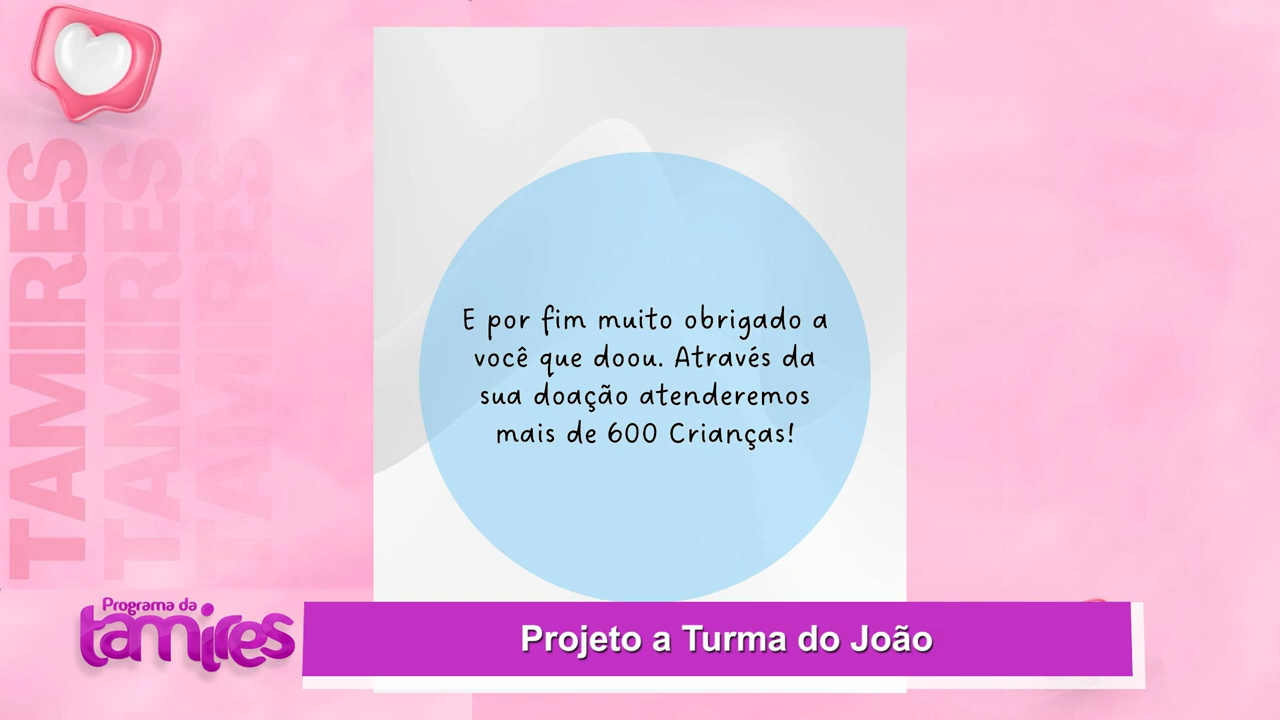 TAMIRES
TAMIRES
TAMIRES
E por fim muito obrigado a
você que doou. Através da
sua doação atenderemos
mais de 600 Crianças!
Programa da
tamires
Projeto a Turma do João